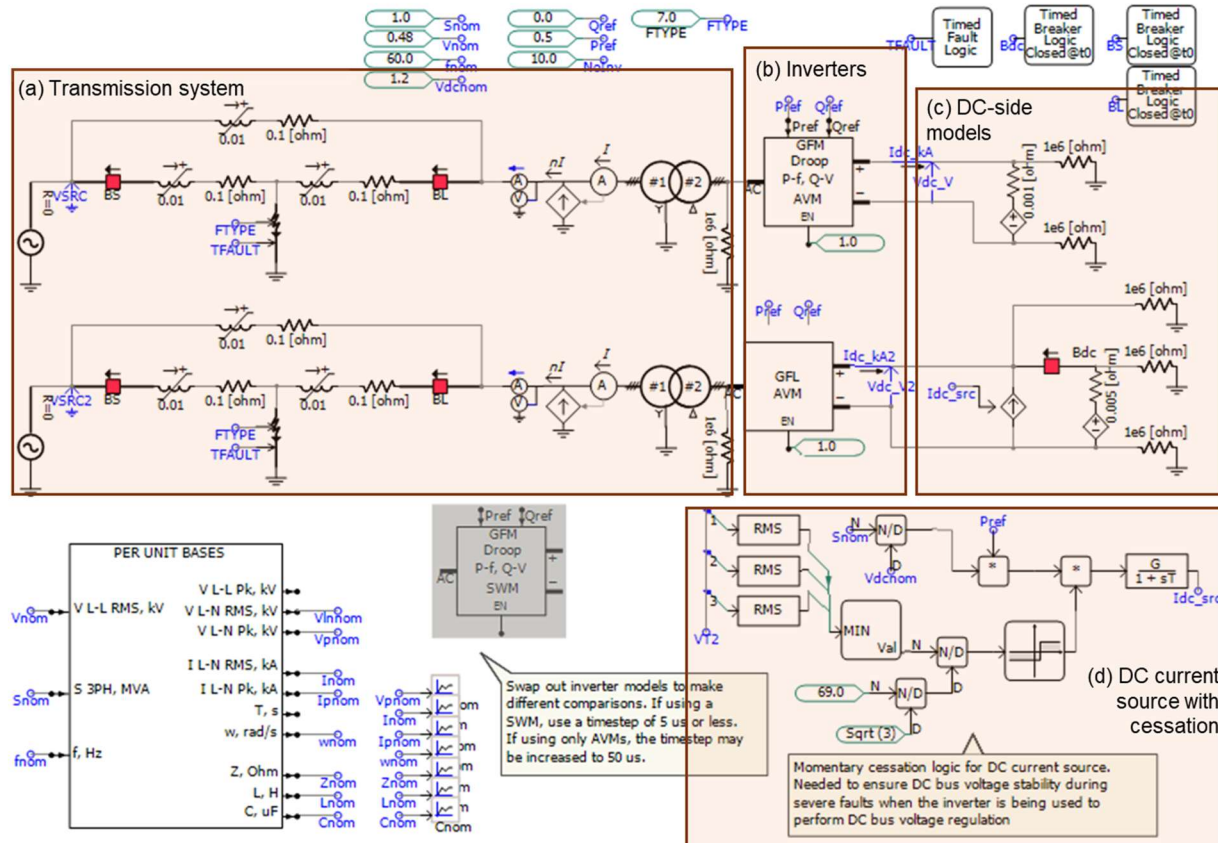 1.0
Snom
0.48
Vnom
60.0
fnom
1.2
Vdcnom
0.0
Qref
0.5
Pref
10.0
NoInv
7.0
FTYPE
FTYPE
TFAULT
Timed
Fault
Logic
Bdc
Timed
Breaker
Logic
Closed@t0
BS
Timed
Breaker
Logic
Closed@t0
BL
Timed
Breaker
Logic
Closed@t0
(a) Transmission system
0.01
0.1 [ohm]
R=0
VSRC
BS
0.01
0.1 [ohm]
0.01
0.1 [ohm]
BL
FTYPE
TFAULT
A
V
nI
I
A
#1
#2
1e6 [ohm]
0.01
0.1 [ohm]
R=0
VSRC2
BS
0.01
0.1 [ohm]
0.01
0.1 [ohm]
BL
FTYPE
TFAULT
A
V
nI
I
A
#1
#2
1e6 [ohm]
(b) Inverters
Pref
Qref
Pref
Qref
GFM
Droop
P-f, Q-V
AVM
EN
AC
1.0
Pref
Qref
GFL
AVM
EN
AC
1.0
(c) DC-side
models
Idc_kA
Vdc_V
0.001 [ohm]
1e6 [ohm]
1e6 [ohm]
Idc_kA2
Vdc_V2
Idc_src
1e6 [ohm]
Bdc
1e6 [ohm]
0.005 [ohm]
1e6 [ohm]
PER UNIT BASES
Vnom
V L-L RMS, kV
Snom
S 3PH, MVA
fnom
f, Hz
V L-L Pk, kV
V L-N RMS, kV
Vlnnom
V L-N Pk, kV
Vpnom
I L-N RMS, kA
Inom
I L-N Pk, kA
Ipnom
T, s
w, rad/s
wnom
Z, Ohm
Znom
L, H
Lnom
C, uF
Cnom
Vpnom
Inom
Ipnom
wnom
Znom
Lnom
Cnom
Cnom
Pref
Qref
GFM
Droop
P-f, Q-V
SWM
EN
AC
Swap out inverter models to make
different comparisons. If using a
SWM, use a timestep of 5 us or less.
If using only AVMs, the timestep may
be increased to 50 us.
1
RMS
2
RMS
3
RMS
VT2
MIN
Val
Snom
N
N/D
D
Vdcnom
Pref
*
*
G
1 + sT
Idc_src
N
N/D
D
69.0
N
N/D
D
Sqrt (3)
(d) DC current
source with
cessation
Momentary cessation logic for DC current source.
Needed to ensure DC bus voltage stability during
severe faults when the inverter is being used to
perform DC bus voltage regulation